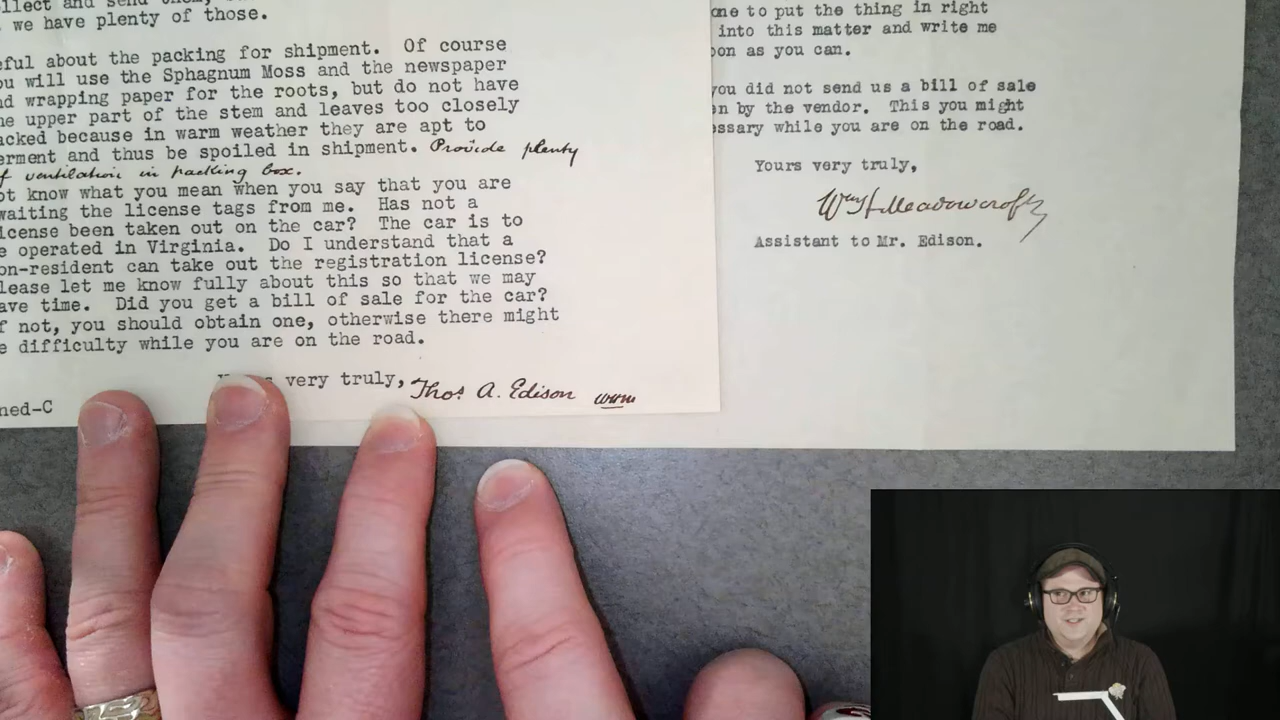 ollect and send them, 
we have plenty of those.
eful about the packing for shipment. Of course
ou will use the Sphagnum Moss and the newspaper
nd wrapping paper for the roots, but do not have
he upper part of the stem and leaves too closely
acked because in warm weather they are apt to
erment and thus be spoiled in shipment. Provide plenty
f ventilation in packing box.
ot know what you mean when you say that you are
waiting the license tags from me. Has not a
icense been taken out on the car? The car is to
e operated in Virginia. Do I understand that a
on-resident can take out the registration license?
lease let me know fully about this so that we may
ave time. Did you get a bill of sale for the car?
f not, you should obtain one, otherwise there might
e difficulty while you are on the road.
very truly, Thos. A. Edison
ned-C
one to put the thing in right
into this matter and write me
oon as you can.
you did not send us a bill of sale
en by the vendor. This you might
essary while you are on the road.
Yours very truly,
Wm H Meadowcroft
Assistant to Mr. Edison.